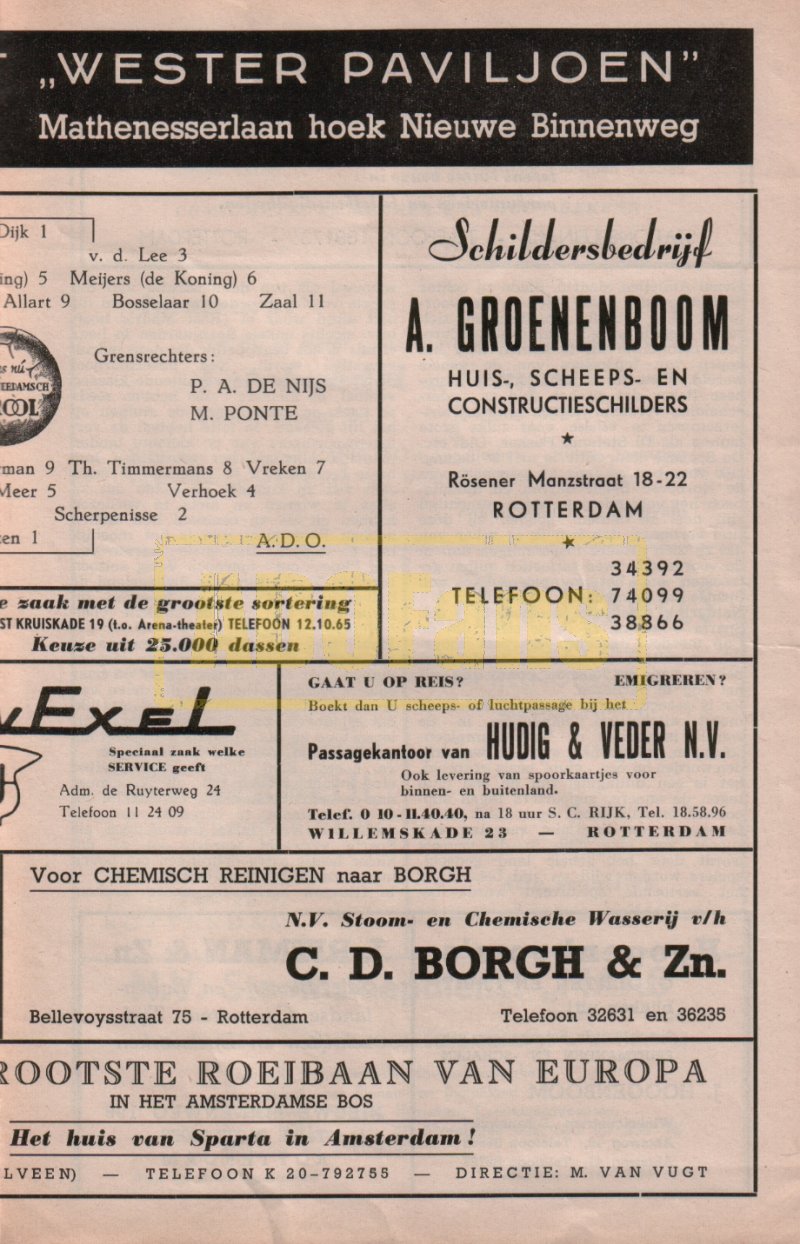 „WESTER PAVILJOEN”
Mathenesserlaan hoek Nieuwe Binnenweg
Dijk 1
v. d. Lee 3
ing) 5 Meijers (de Koning) 6
Allart 9 Bosselaar 10 Zaal 11
Grensrechters:
P. A. DE NIJS
M. PONTE
man 9 Th. Timmermans 8 Vreken 7
Meer 5 Verhoek 4
Scherpenisse 2
en 1
A.D.O.
Schildersbedrijf
A. GROENENBOOM
HUIS-, SCHEEPS- EN
CONSTRUCTIESCHILDERS
Rösener Manzstraat 18-22
ROTTERDAM
34392
TELEFOON: 74099
38866
ADOFans
e zaak met de grootste sortering
ST KRUISKADE 19 (t.o. Arena-theater) TELEFOON 12.10.65
Keuze uit 25.000 dassen
vExEL
Speciaal zaak welke
SERVICE geeft
Adm. de Ruyterweg 24
Telefoon 11 24 09
GAAT U OP REIS? EMIGREREN?
Boekt dan U scheeps- of luchtpassage bij het
Passagekantoor van HUDIG & VEDER N.V.
Ook levering van spoorkaartjes voor
binnen- en buitenland.
Telef. 0 10-11.40.40, na 18 uur S. C. RIJK, Tel. 18.58.96
WILLEMSKADE 23 — ROTTERDAM
Voor CHEMISCH REINIGEN naar BORGH
N.V. Stoom- en Chemische Wasserij v/h
C. D. BORGH & Zn.
Bellevoysstraat 75 - Rotterdam
Telefoon 32631 en 36235
ROOTSTE ROEIBAAN VAN EUROPA
IN HET AMSTERDAMSE BOS
Het huis van Sparta in Amsterdam!
LVEEN) — TELEFOON K 20-792755 — DIRECTIE: M. VAN VUGT